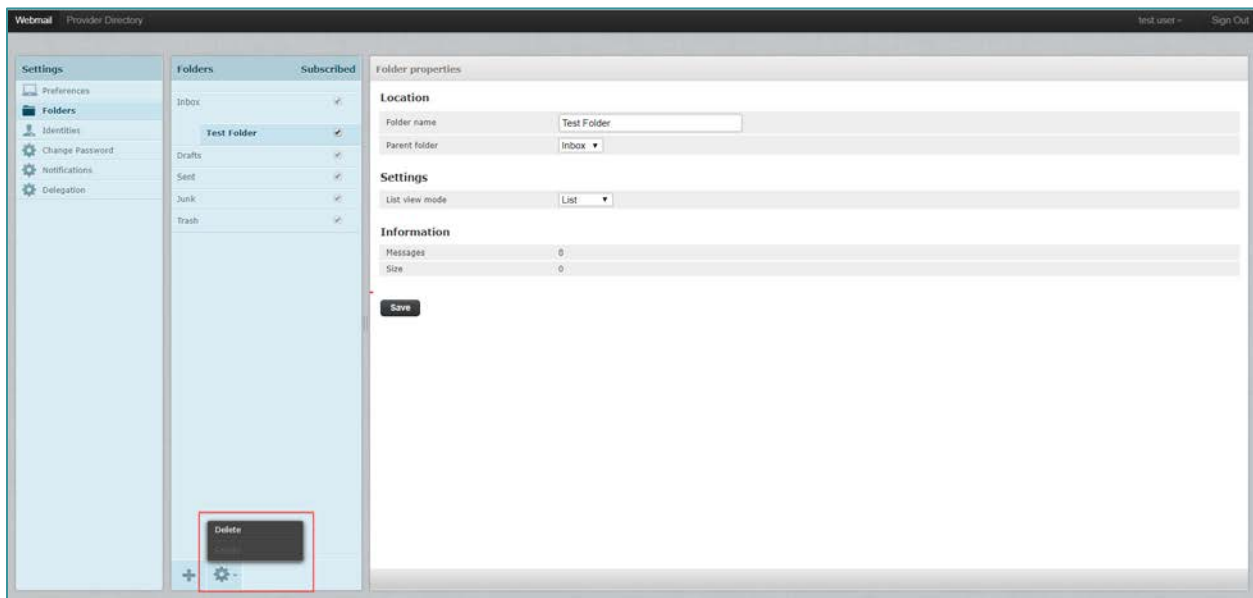 Webmail Provider Directory test user Sign Out
Settings
Preferences
Folders
Identities
Change Password
Notifications
Delegation
Folders Subscribed
Inbox
Test Folder
Drafts
Sent
Junk
Trash
Delete
Folder properties
Location
Folder name Test Folder
Parent folder Inbox
Settings
List view mode List
Information
Messages 0
Size 0
Save